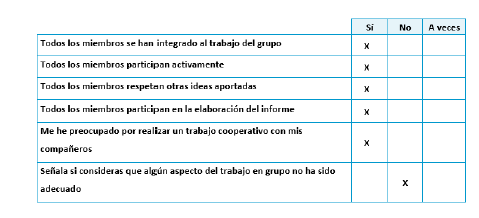 Sí No A veces
Todos los miembros se han integrado al trabajo del grupo X
Todos los miembros participan activamente X
Todos los miembros respetan otras ideas aportadas X
Todos los miembros participan en la elaboración del informe X
Me he preocupado por realizar un trabajo cooperativo con mis
compañeros X
Señala si consideras que algún aspecto del trabajo en grupo no ha sido
adecuado X